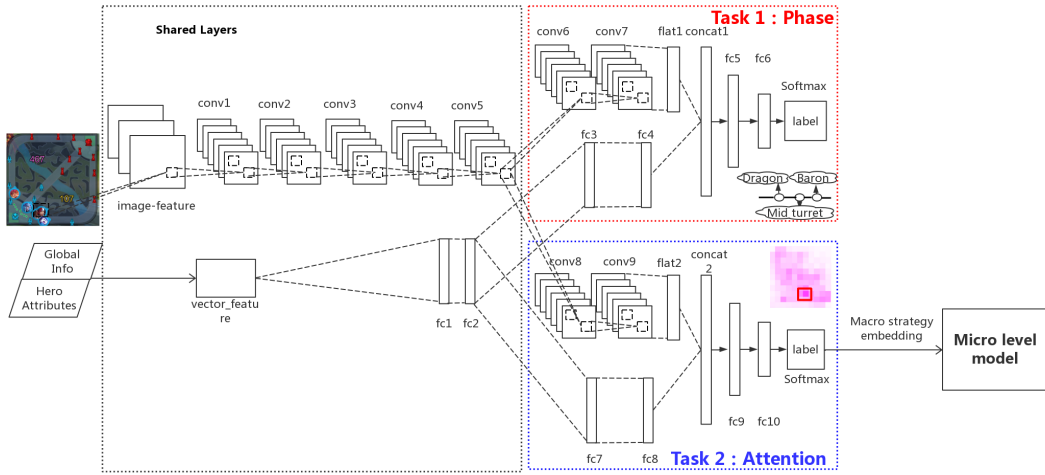 Shared Layers
image-feature
conv1
conv2
conv3
conv4
conv5
Global
Info
Hero
Attributes
vector_featu
re
fc1
fc2
Task 1 : Phase
conv6
conv7
flat1
concat1
fc3
fc4
fc5
fc6
Softmax
label
Dragon
Baron
Mid turret
conv8
conv9
flat2
concat
2
fc7
fc8
fc9
fc10
label
Softmax
Task 2 : Attention
Macro strategy
embedding
Micro level
model